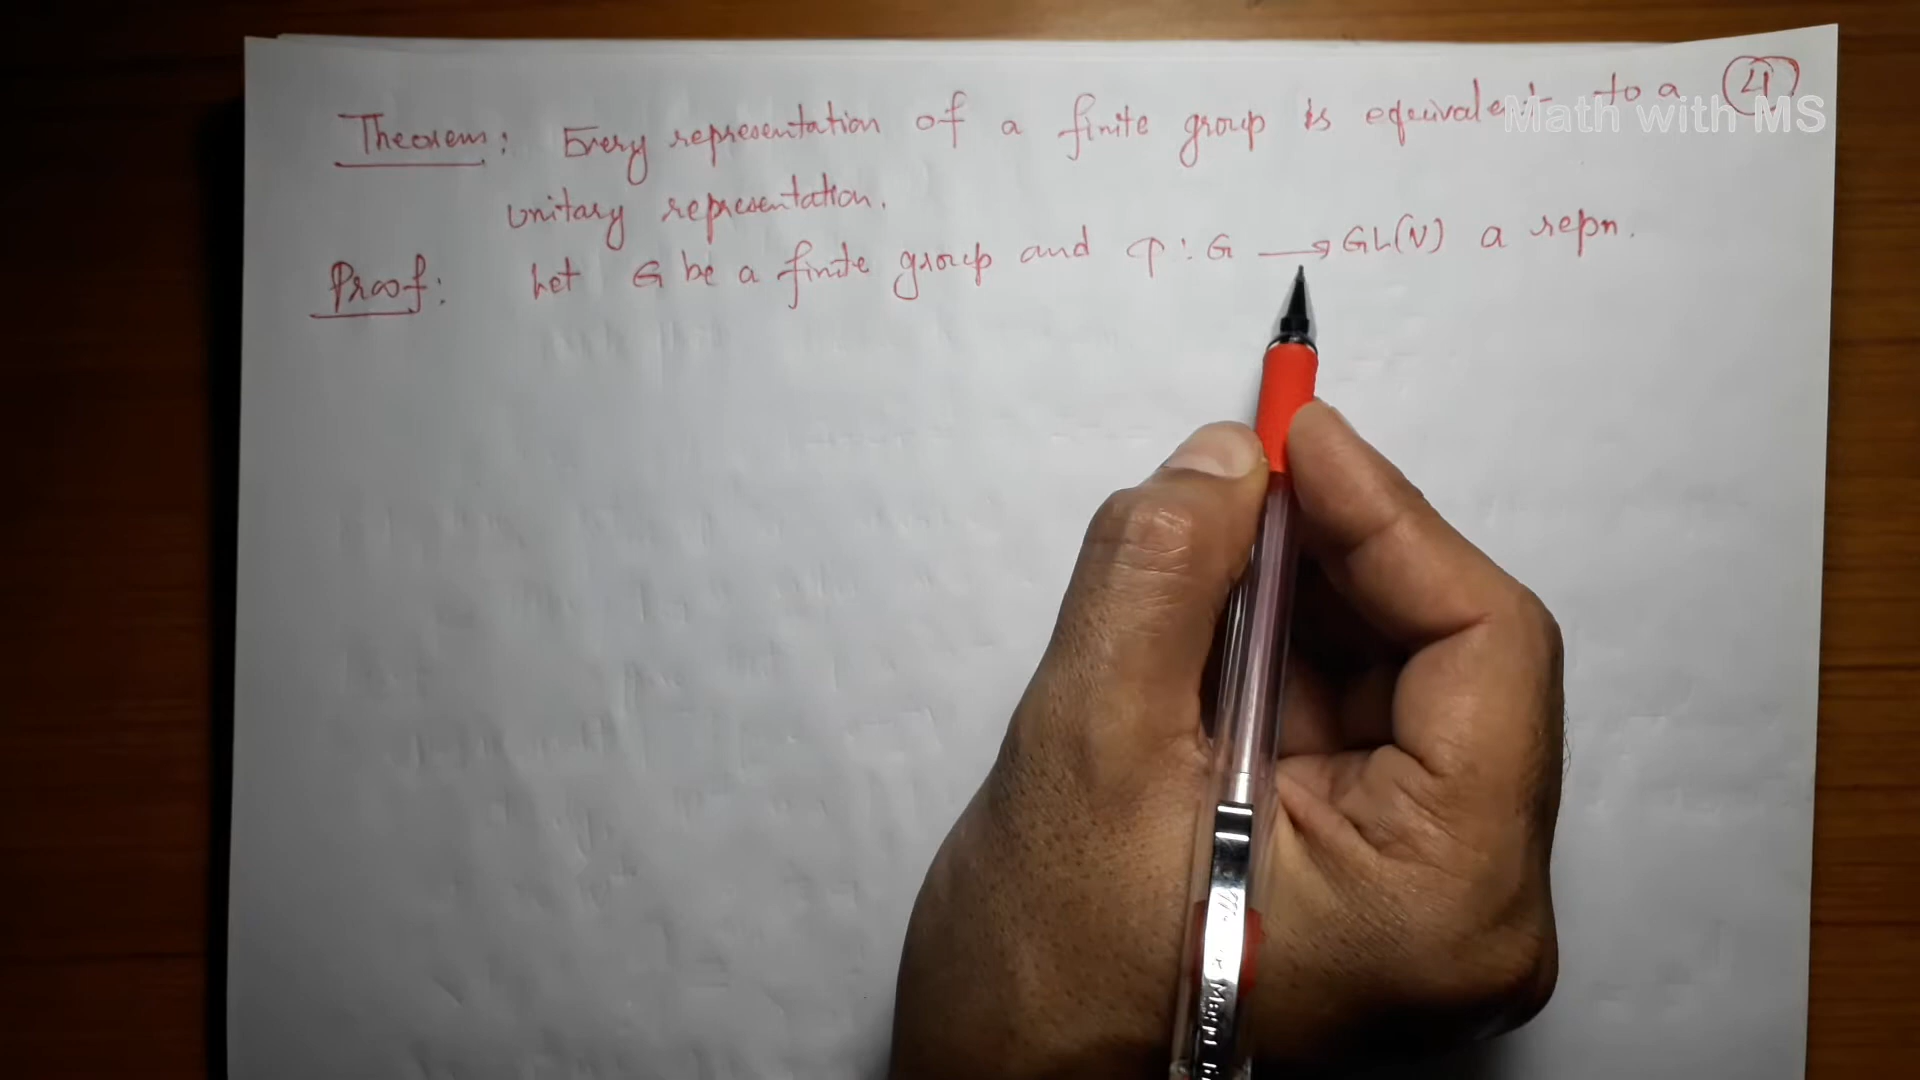 Theorem: Every representation of a finite group is equivalent to a ④
unitary representation.
Proof: Let G be a finite group and φ : G → GL(V) a repn.
Math with MS